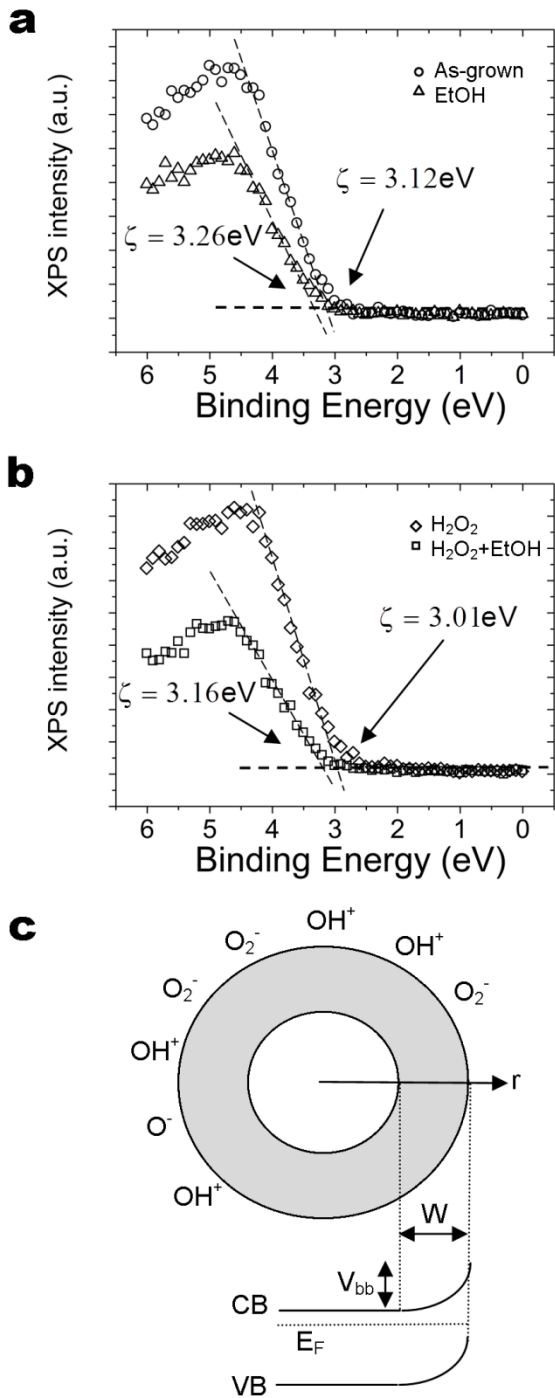 a
XPS intensity (a.u.)
As-grown
EtOH
ζ = 3.12eV
ζ = 3.26eV
6 5 4 3 2 1 0
Binding Energy (eV)
b
XPS intensity (a.u.)
H₂O₂
H₂O₂+EtOH
ζ = 3.01eV
ζ = 3.16eV
6 5 4 3 2 1 0
Binding Energy (eV)
c
OH⁺
O₂⁻ OH⁺
O₂⁻ O₂⁻
OH⁺
r
O⁻
OH⁺
W
V_bb
CB
E_F
VB